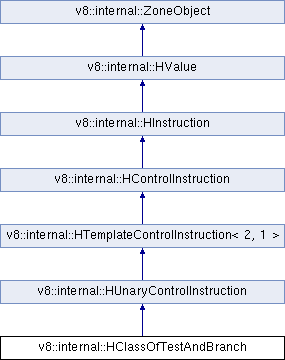 v8::internal::ZoneObject
v8::internal::HValue
v8::internal::HInstruction
v8::internal::HControlInstruction
v8::internal::HTemplateControlInstruction< 2, 1 >
v8::internal::HUnaryControlInstruction
v8::internal::HClassOfTestAndBranch